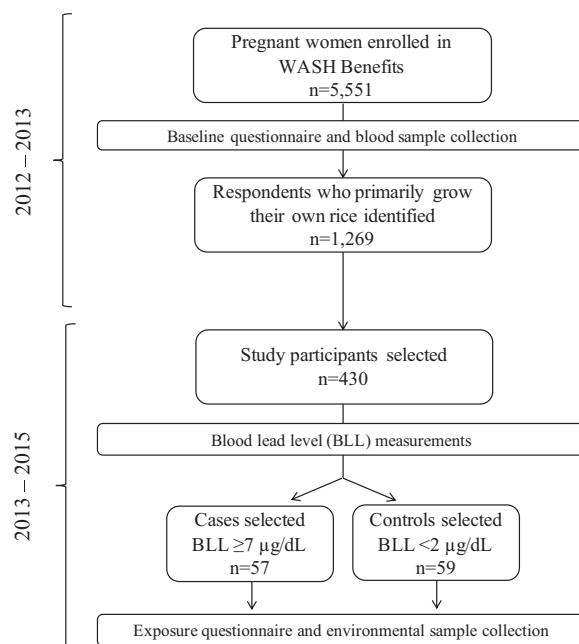 Pregnant women enrolled in
WASH Benefits
n=5,551
Baseline questionnaire and blood sample collection
2012 – 2013
Respondents who primarily grow
their own rice identified
n=1,269
Study participants selected
n=430
Blood lead level (BLL) measurements
2013 – 2015
Cases selected
BLL ≥7 µg/dL
n=57
Controls selected
BLL <2 µg/dL
n=59
Exposure questionnaire and environmental sample collection